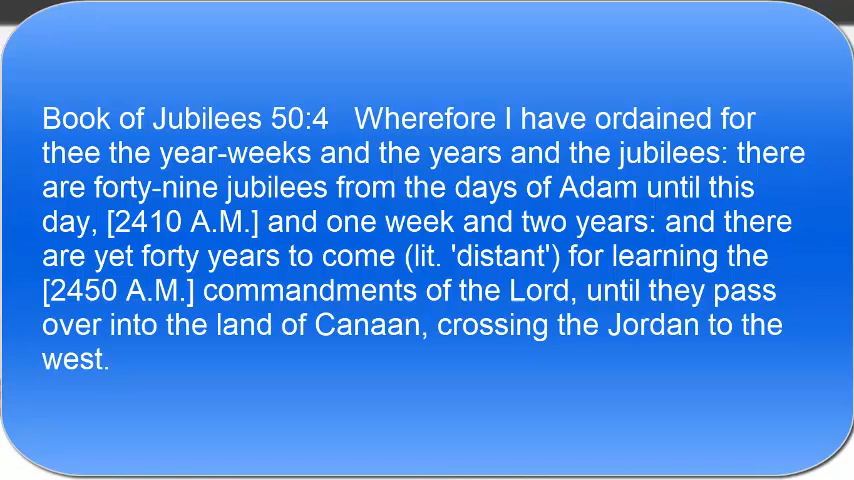 Book of Jubilees 50:4   Wherefore I have ordained for
thee the year-weeks and the years and the jubilees: there
are forty-nine jubilees from the days of Adam until this
day, [2410 A.M.] and one week and two years: and there
are yet forty years to come (lit. 'distant') for learning the
[2450 A.M.] commandments of the Lord, until they pass
over into the land of Canaan, crossing the Jordan to the
west.